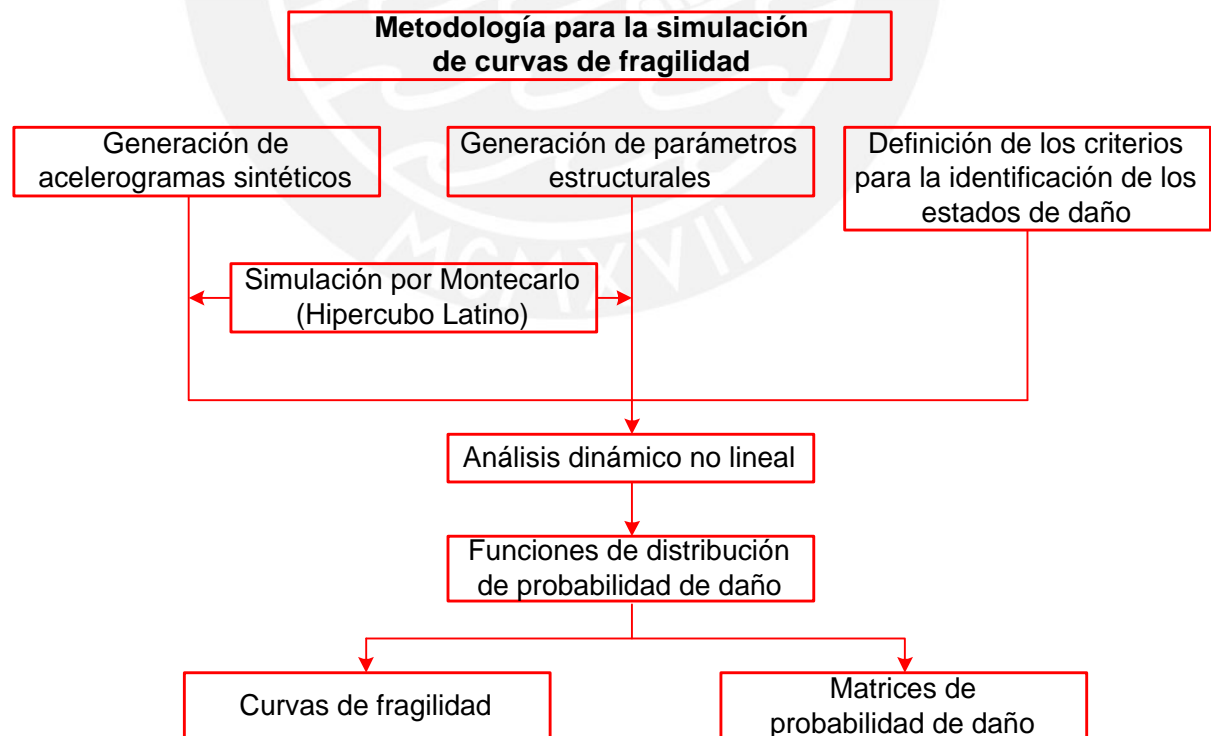 Metodología para la simulación
de curvas de fragilidad
Generación de
acelerogramas sintéticos
Generación de parámetros
estructurales
Definición de los criterios
para la identificación de los
estados de daño
Simulación por Montecarlo
(Hipercubo Latino)
MCMXVII
Análisis dinámico no lineal
Funciones de distribución
de probabilidad de daño
Curvas de fragilidad
Matrices de
probabilidad de daño